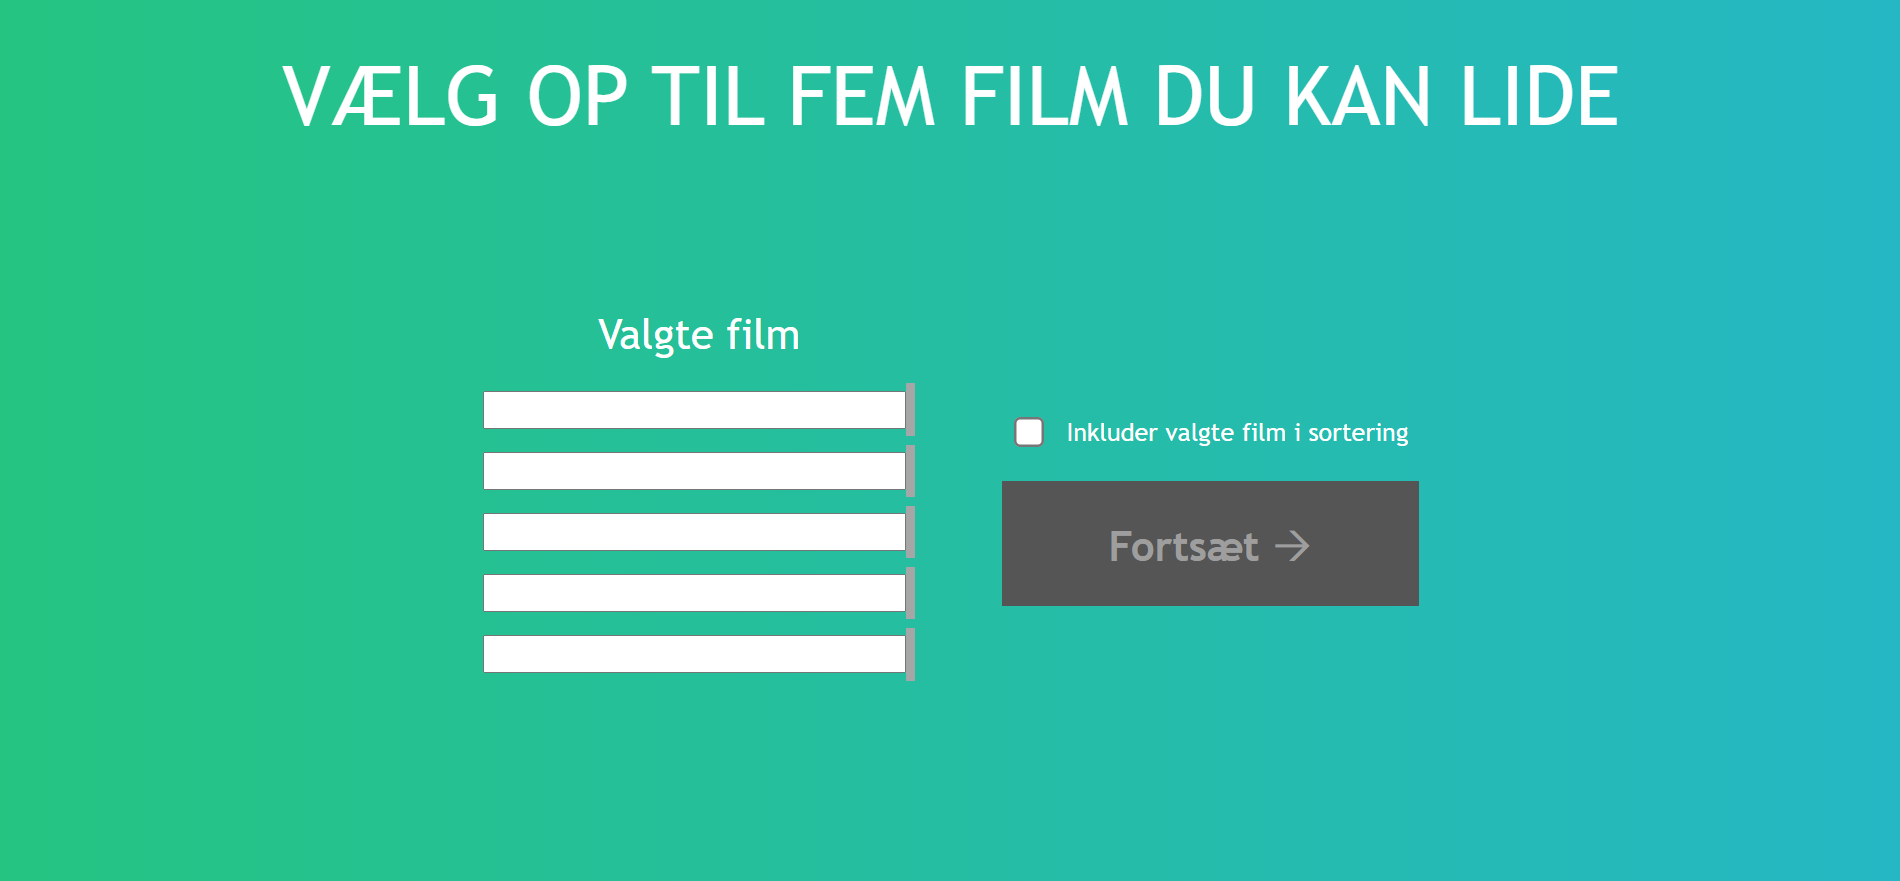 VÆLG OP TIL FEM FILM DU KAN LIDE
Valgte film
Inkluder valgte film i sortering
Fortsæt →